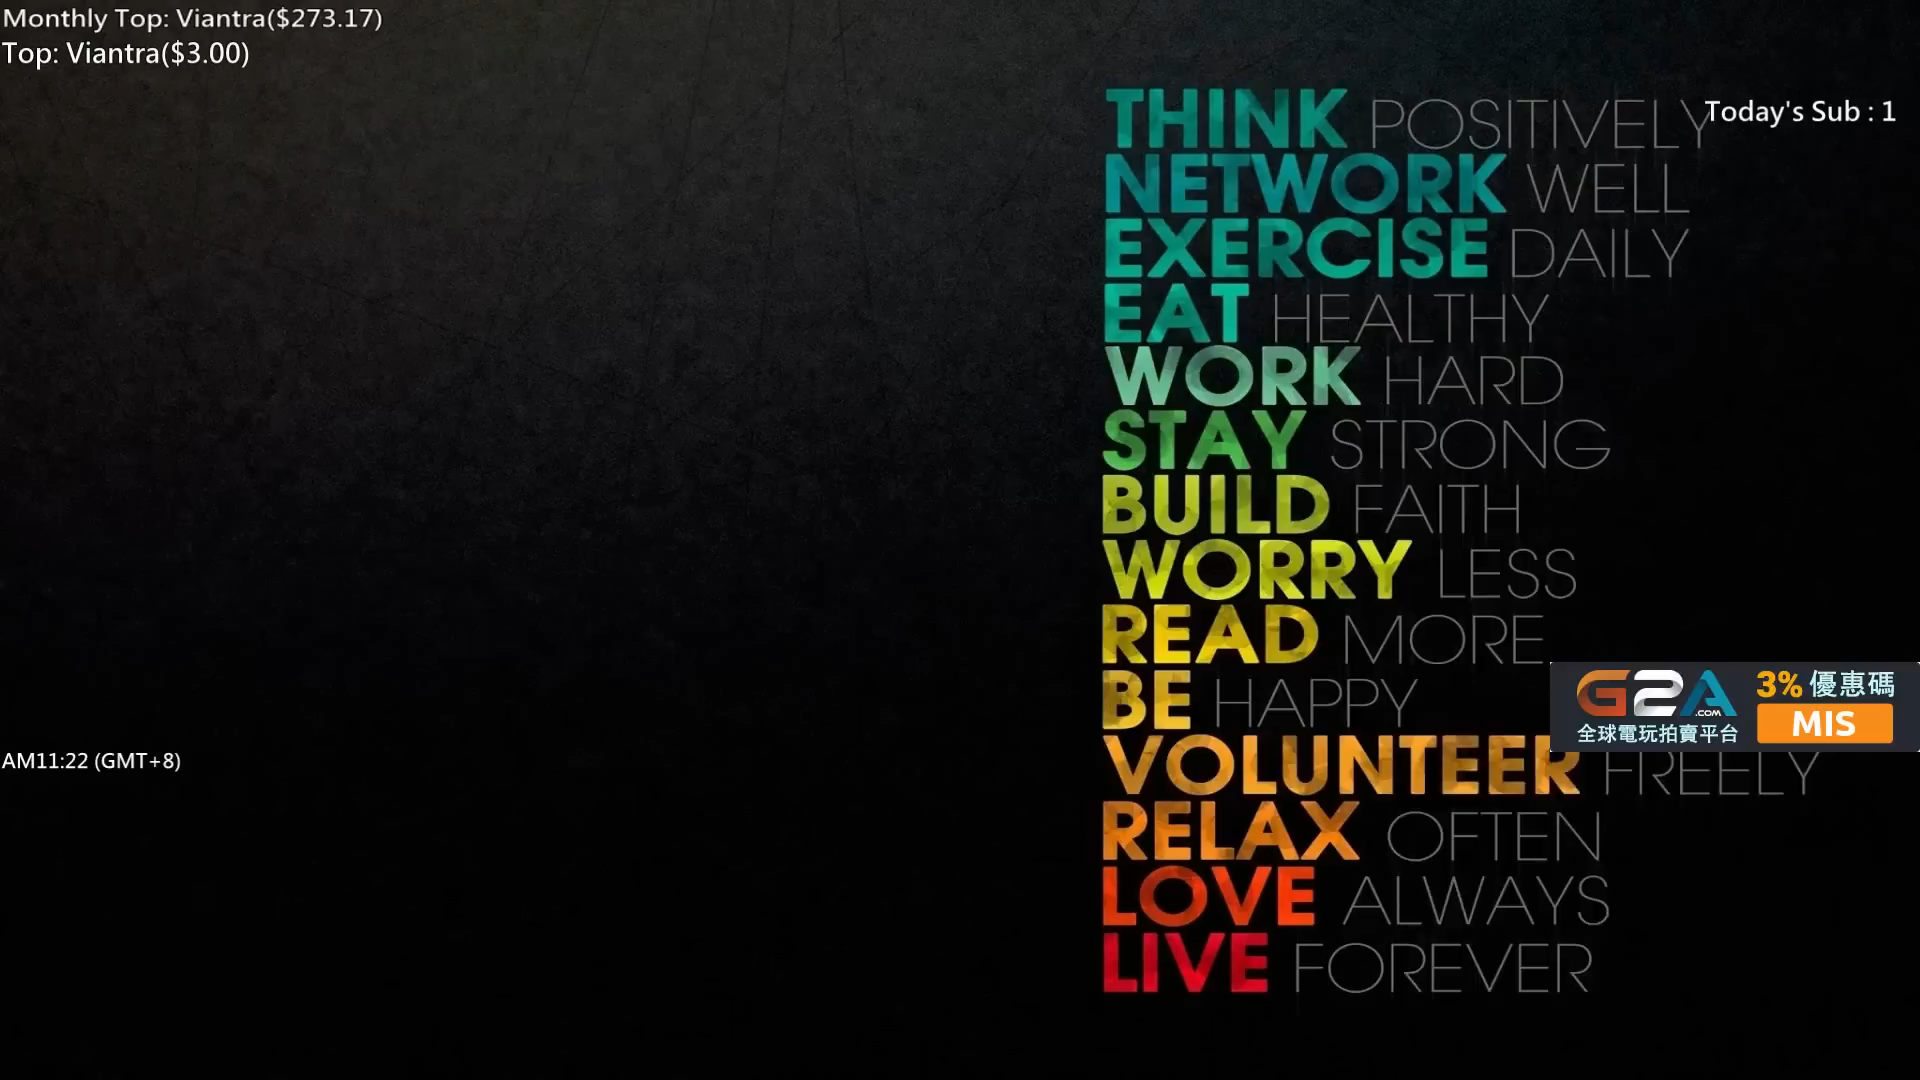 Monthly Top: Viantra($273.17)
Top: Viantra($3.00)
THINK POSITIVELY
Today's Sub : 1
NETWORK WELL
EXERCISE DAILY
EAT HEALTHY
WORK HARD
STAY STRONG
BUILD FAITH
WORRY LESS
READ MORE
BE HAPPY
G2A.COM
全球電玩拍賣平台
3% 優惠碼
MIS
AM11:22 (GMT+8)
VOLUNTEER FREELY
RELAX OFTEN
LOVE ALWAYS
LIVE FOREVER